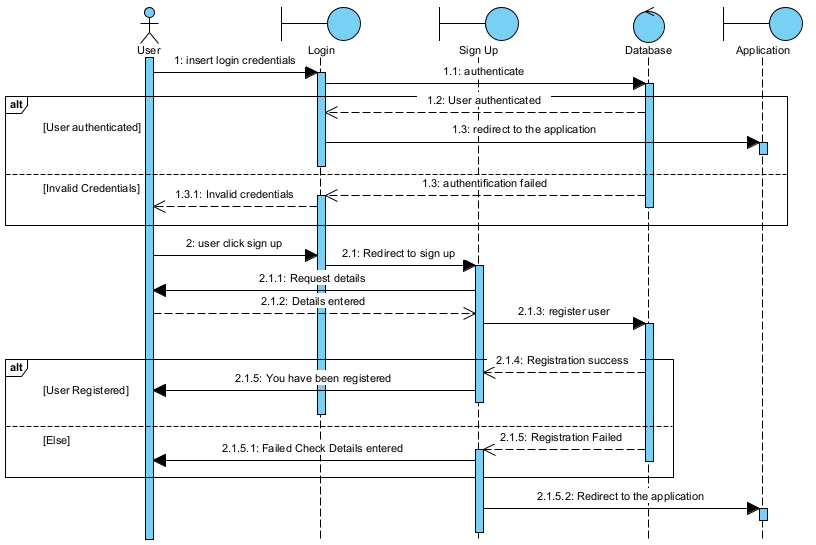 User
Login
Sign Up
Database
Application
1: insert login credentials
1.1: authenticate
alt
1.2: User authenticated
[User authenticated]
1.3: redirect to the application
[Invalid Credentials]
1.3: authentification failed
1.3.1: Invalid credentials
2: user click sign up
2.1: Redirect to sign up
2.1.1: Request details
2.1.2: Details entered
2.1.3: register user
alt
2.1.4: Registration success
2.1.5: You have been registered
[User Registered]
[Else]
2.1.5: Registration Failed
2.1.5.1: Failed Check Details entered
2.1.5.2: Redirect to the application